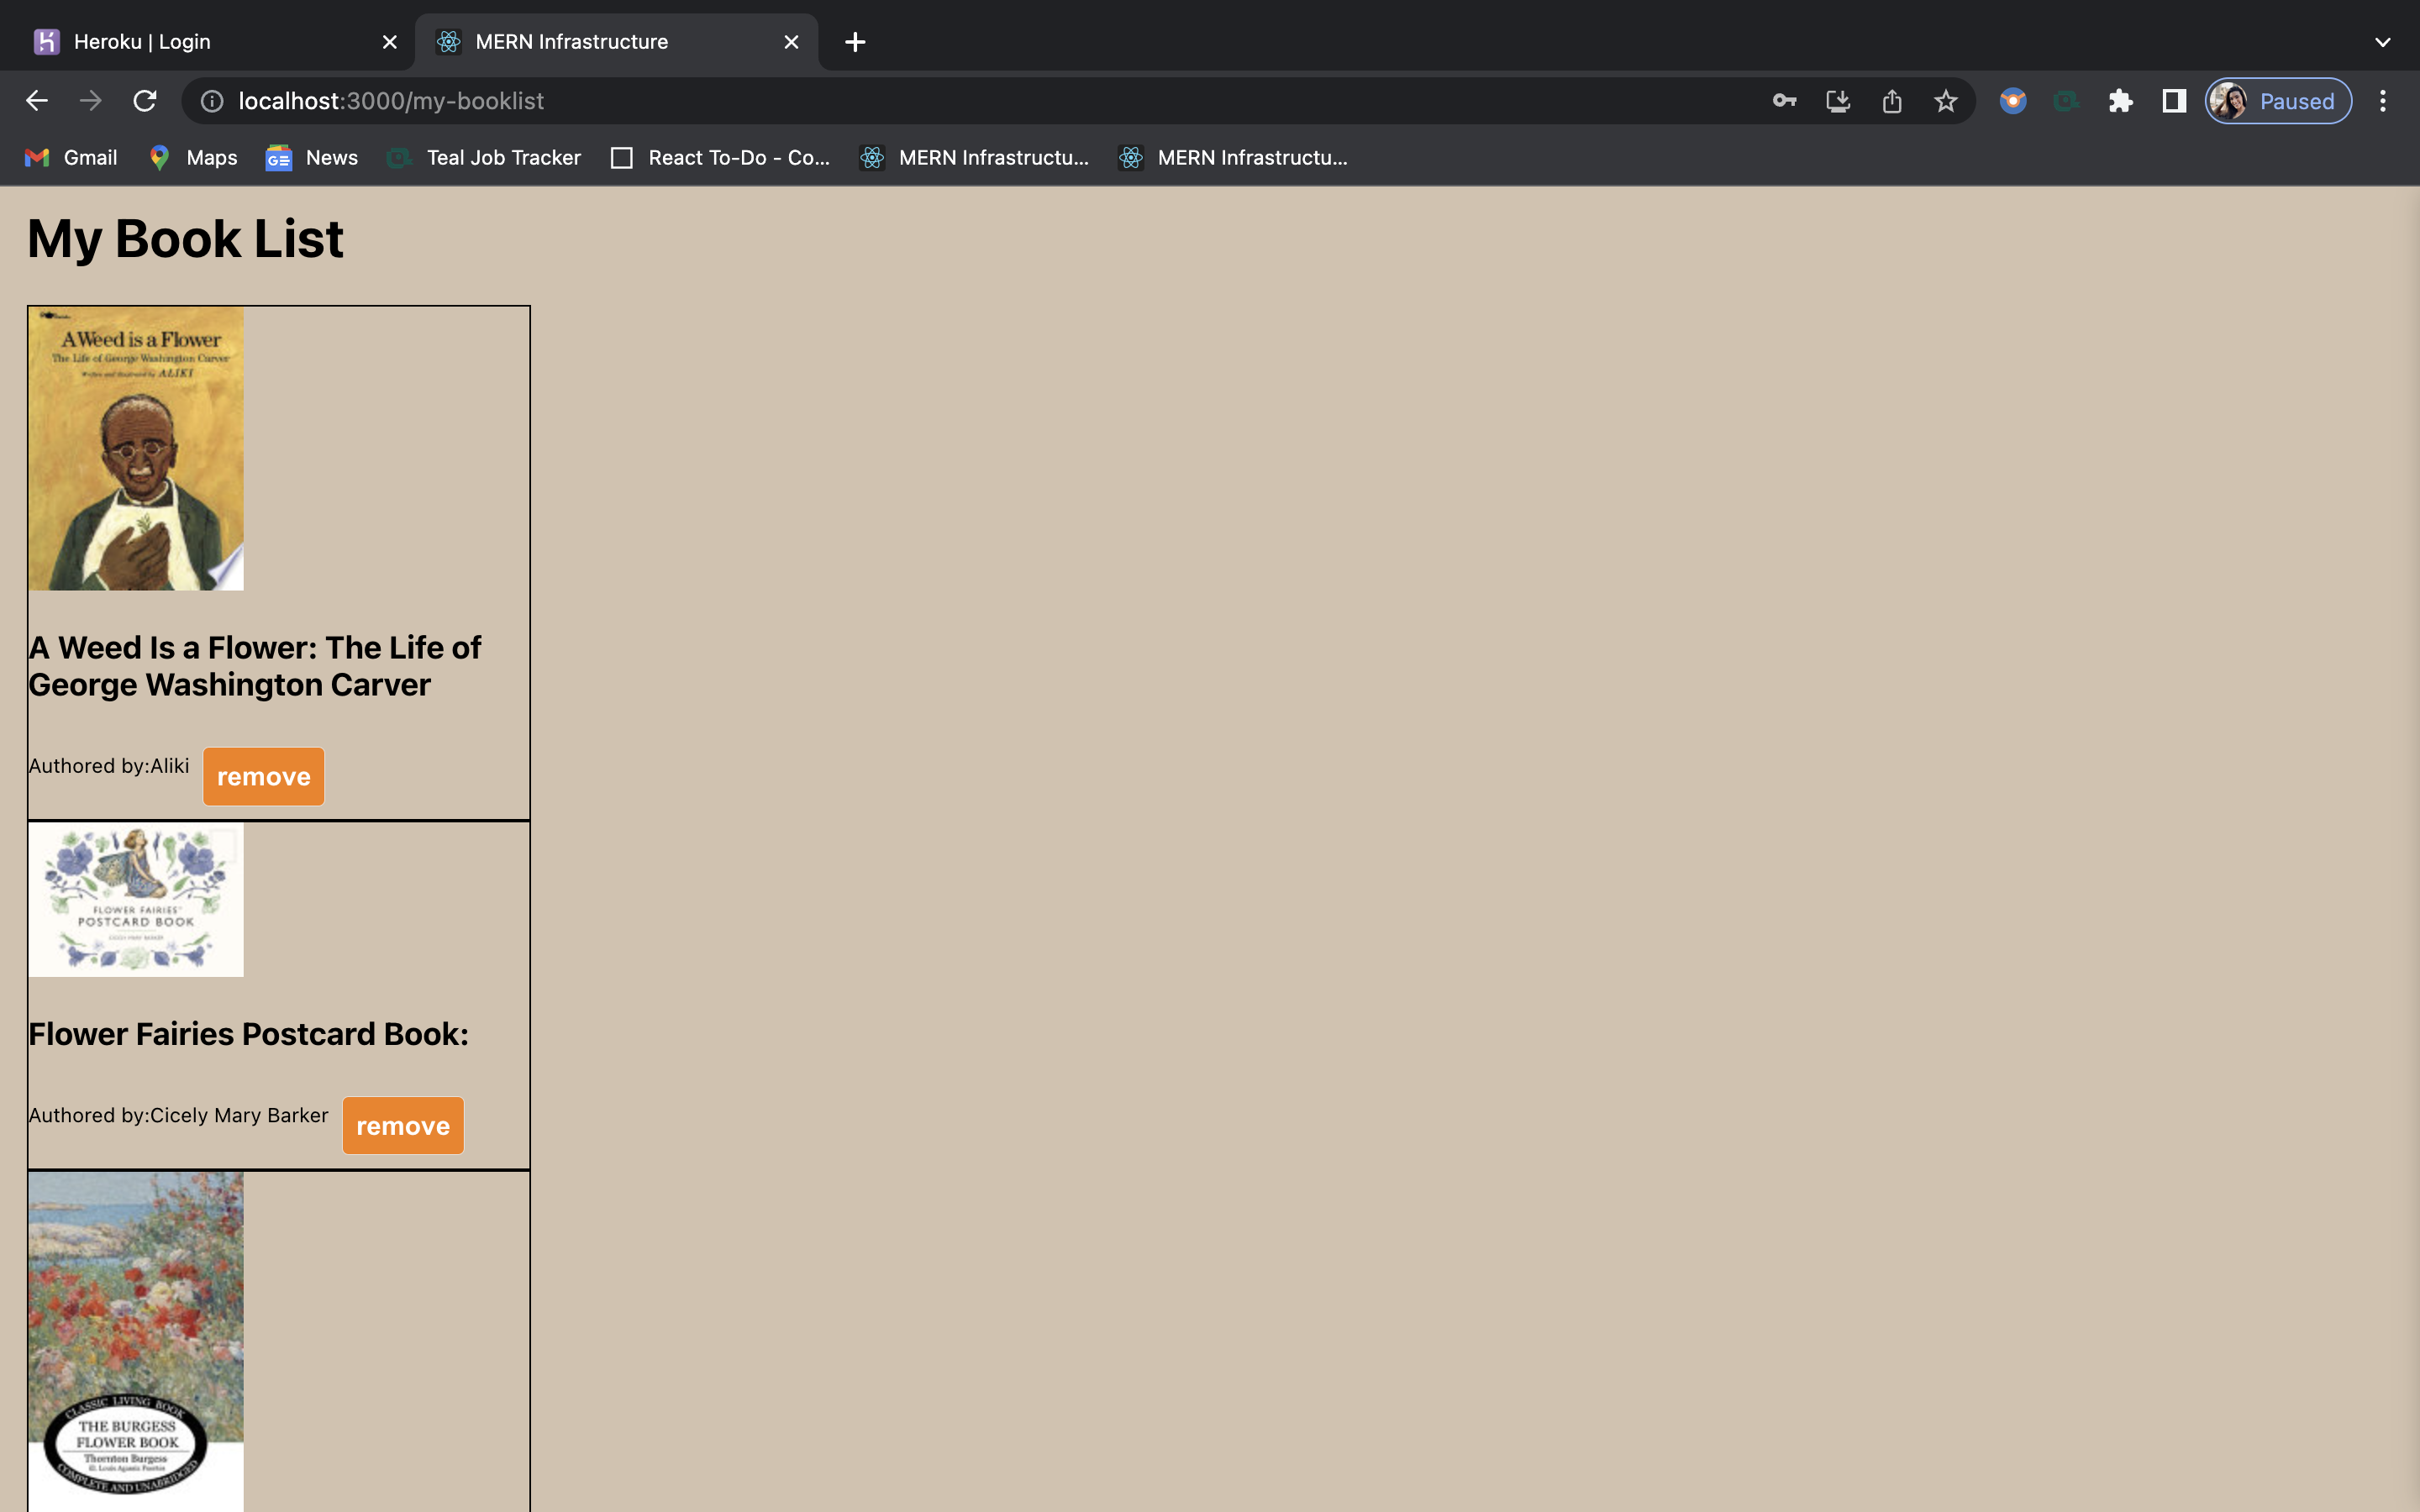 Heroku | Login
MERN Infrastructure
localhost:3000/my-booklist
Paused
Gmail
Maps
News
Teal Job Tracker
React To-Do - Co...
MERN Infrastructu...
MERN Infrastructu...
My Book List
A Weed is a Flower
The Life of George Washington Carver
Written and illustrated by ALIKI
A Weed Is a Flower: The Life of
George Washington Carver
Authored by:Aliki
remove
FLOWER FAIRIES'
POSTCARD BOOK
CICELY MARY BARKER
Flower Fairies Postcard Book:
Authored by:Cicely Mary Barker
remove
CLASSIC LIVING BOOK
THE BURGESS
FLOWER BOOK
Thornton Burgess
COMPLETE AND UNABRIDGED